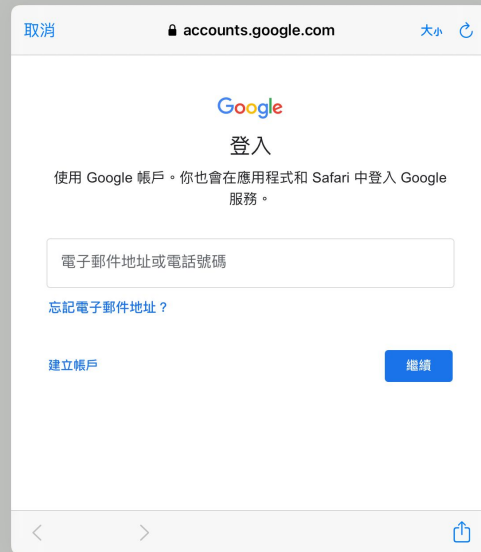 取消
accounts.google.com
大小
Google
登入
使用 Google 帳戶。你也會在應用程式和 Safari 中登入 Google
服務。
電子郵件地址或電話號碼
忘記電子郵件地址？
建立帳戶
繼續